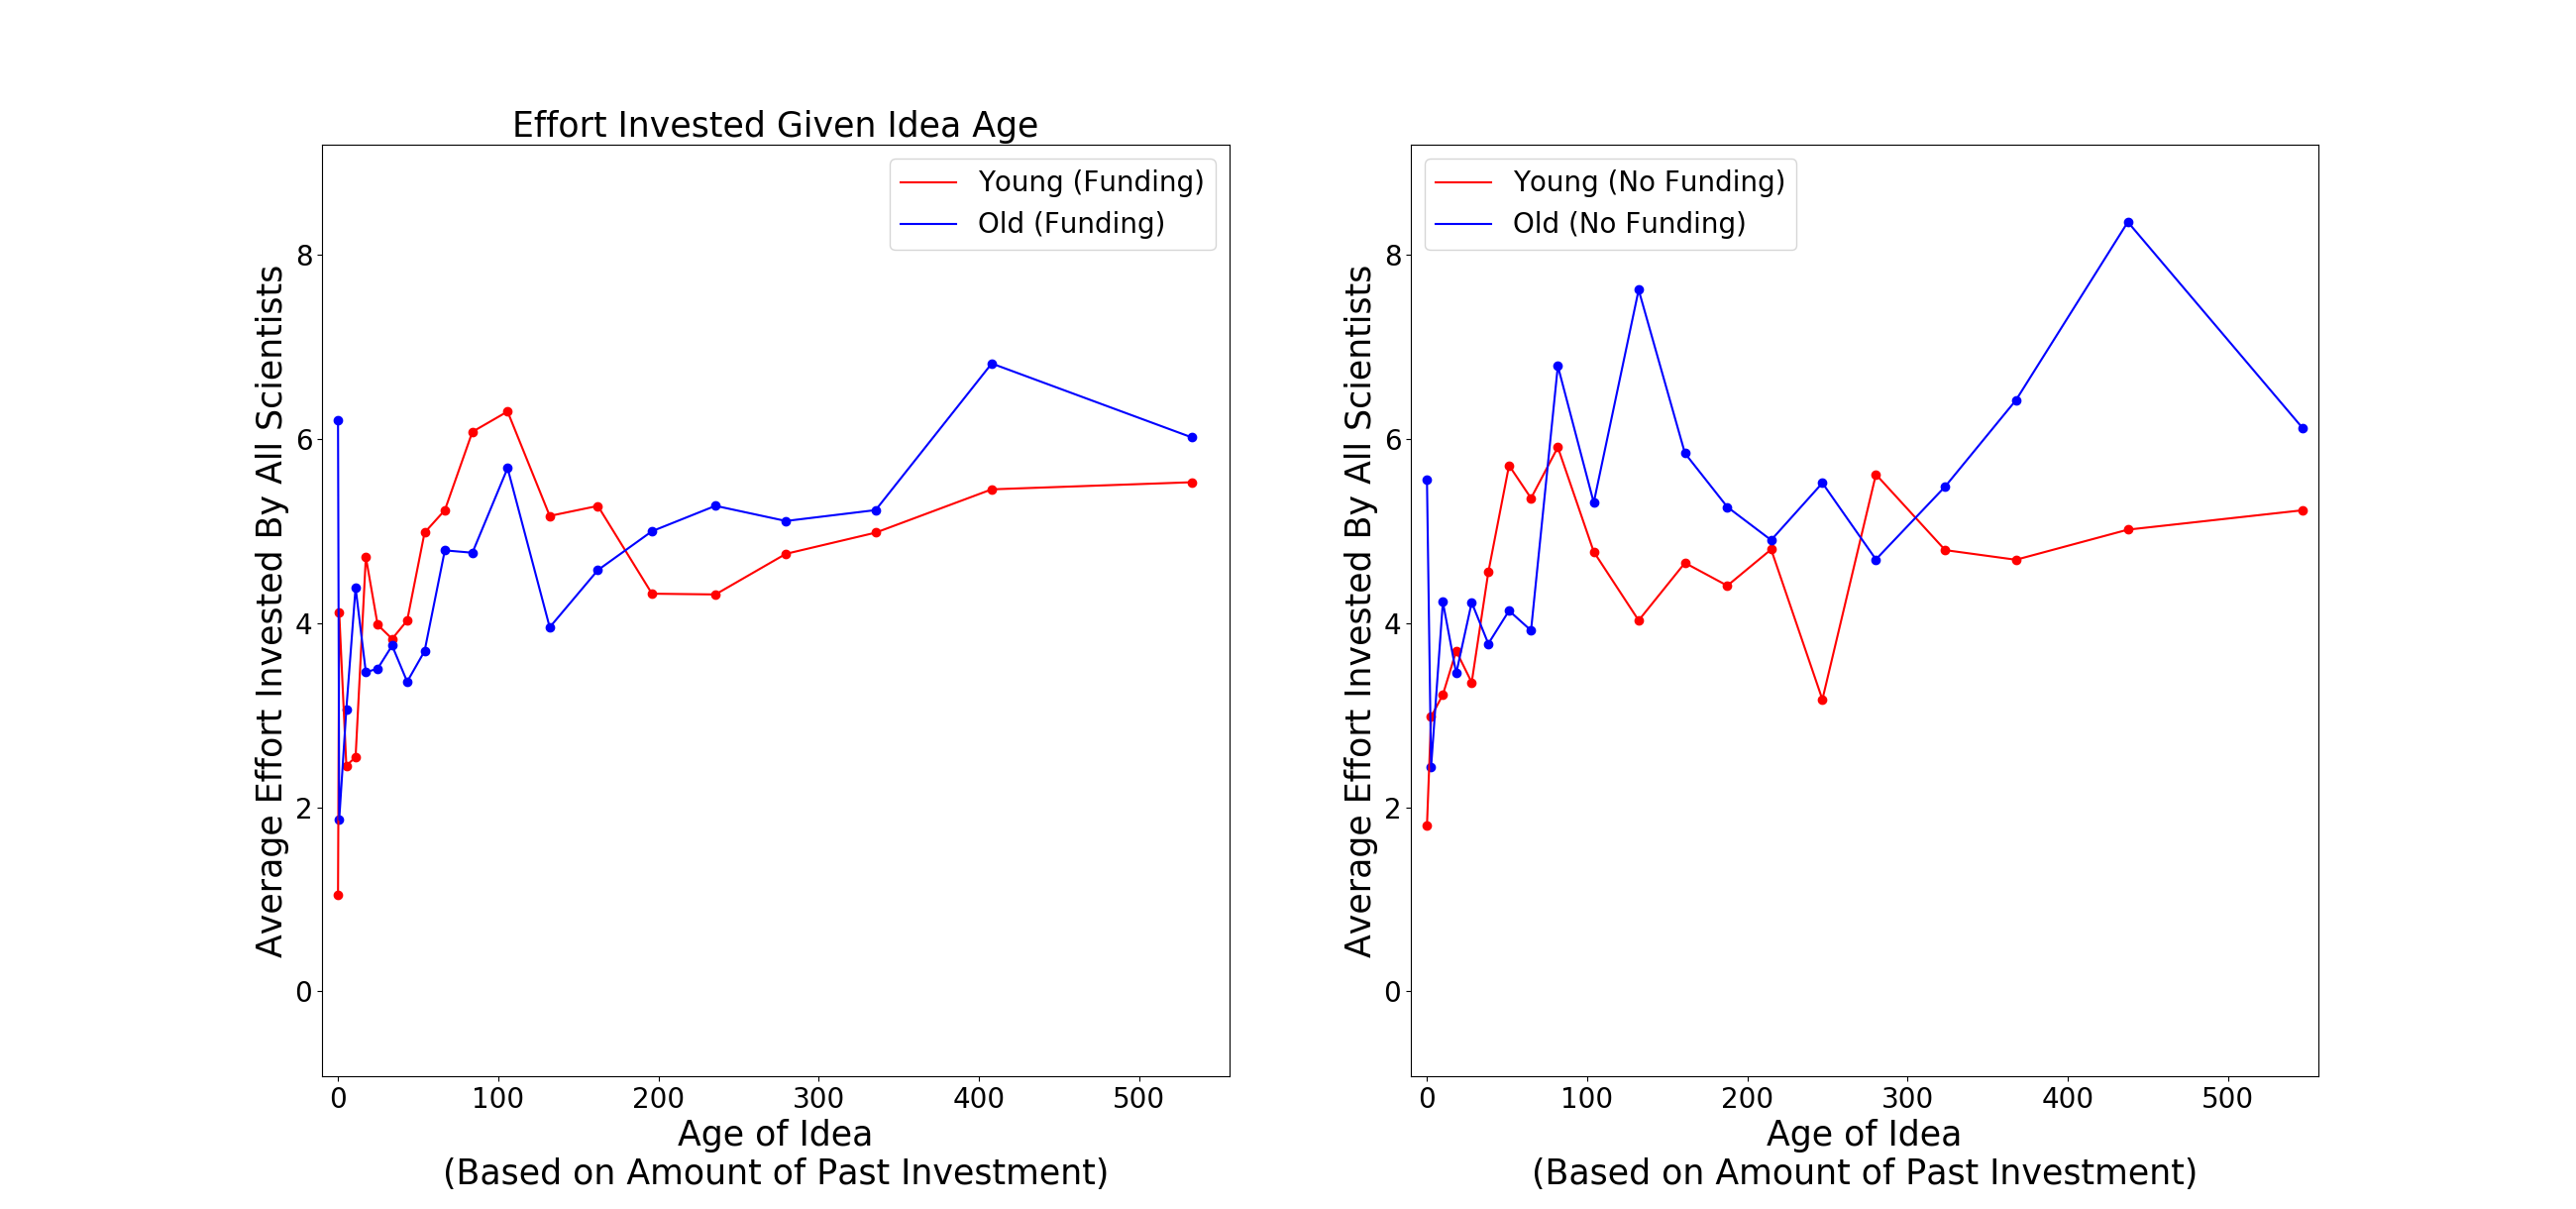 Effort Invested Given Idea Age
Young (Funding)
Old (Funding)
8
6
4
2
0
Average Effort Invested By All Scientists
0 100 200 300 400 500
Age of Idea
(Based on Amount of Past Investment)
Young (No Funding)
Old (No Funding)
8
6
4
2
0
Average Effort Invested By All Scientists
0 100 200 300 400 500
Age of Idea
(Based on Amount of Past Investment)